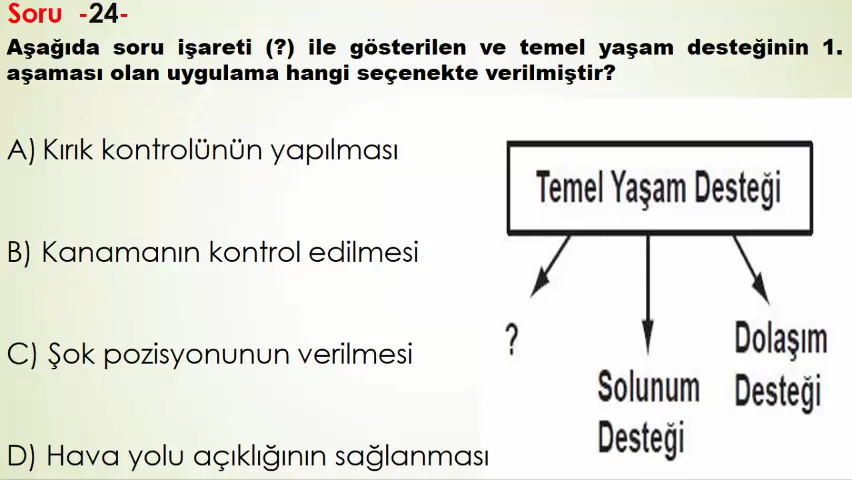 Soru -24-
Aşağıda soru işareti (?) ile gösterilen ve temel yaşam desteğinin 1.
aşaması olan uygulama hangi seçenekte verilmiştir?
A) Kırık kontrolünün yapılması
B) Kanamanın kontrol edilmesi
C) Şok pozisyonunun verilmesi
D) Hava yolu açıklığının sağlanması
Temel Yaşam Desteği
?
Solunum
Desteği
Dolaşım
Desteği